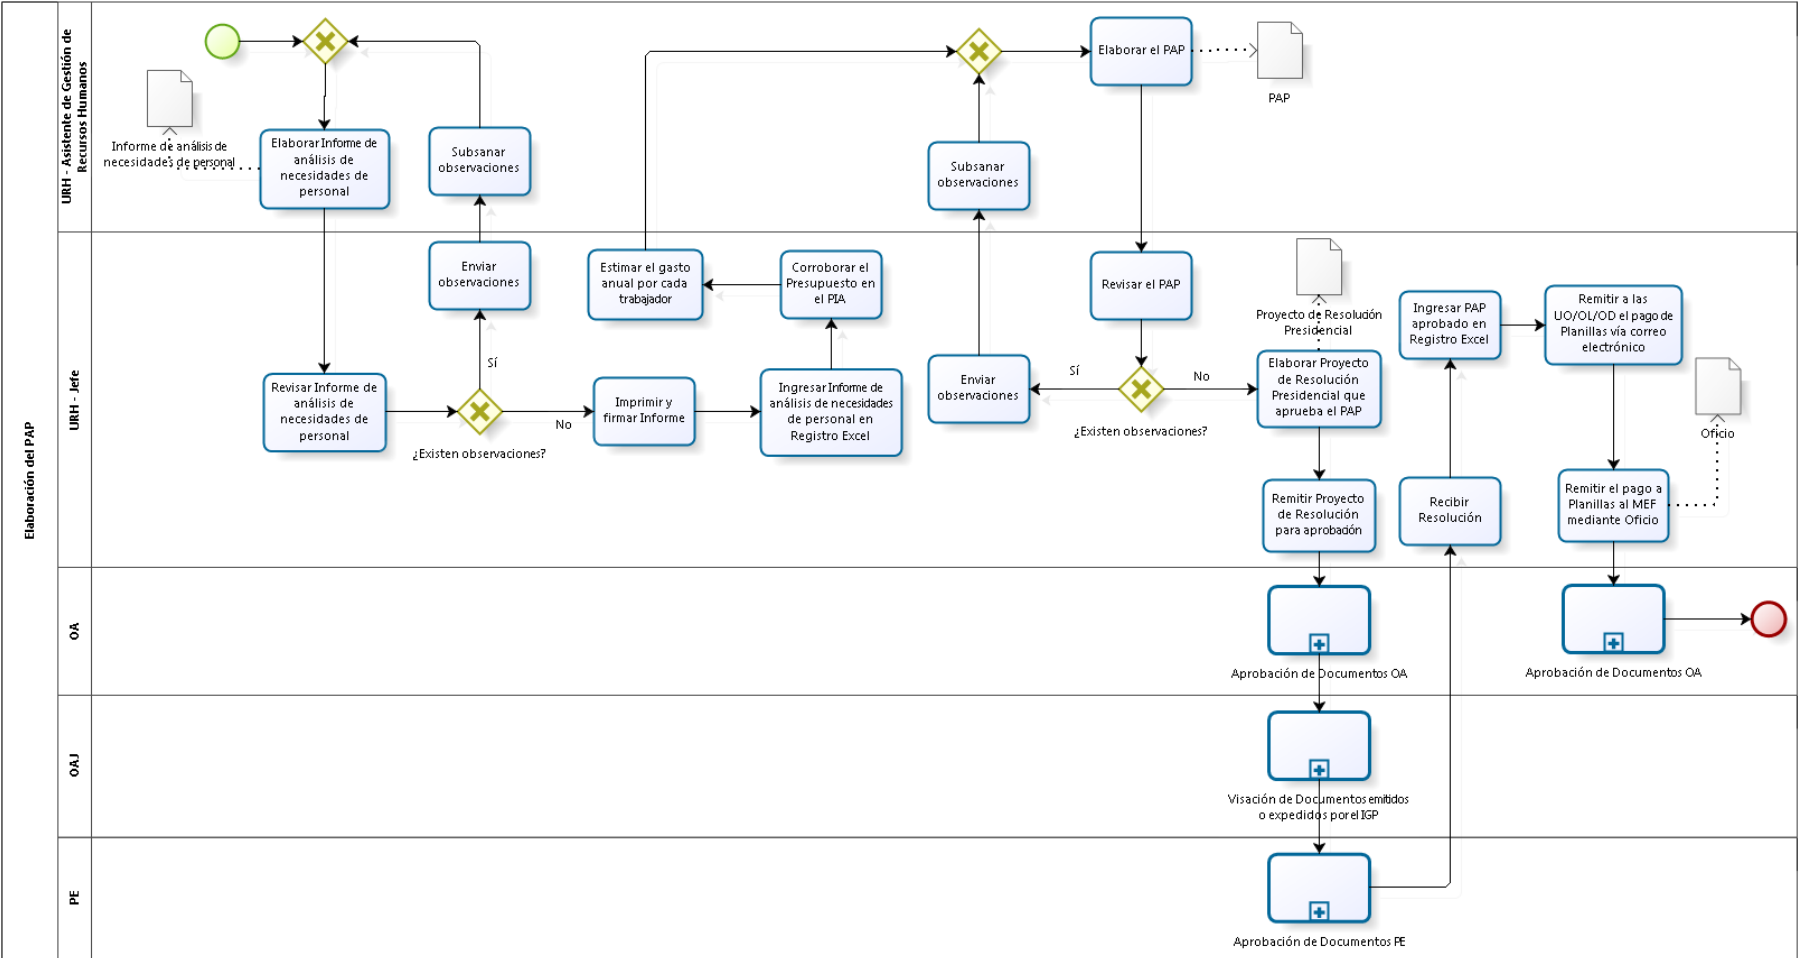 Elaboración del PAP
URH - Asistente de Gestión de
Recursos Humanos
Informe de análisis de
necesidades de personal
Elaborar Informe de
análisis de
necesidades de
personal
Subsanar
observaciones
Subsanar
observaciones
Elaborar el PAP
PAP
URH - Jefe
Revisar Informe de
análisis de
necesidades de
personal
Enviar
observaciones
Sí
¿Existen observaciones?
No
Imprimir y
firmar Informe
Ingresar Informe de
análisis de necesidades
de personal en
Registro Excel
Corroborar el
Presupuesto en
el PIA
Estimar el gasto
anual por cada
trabajador
Enviar
observaciones
Revisar el PAP
Sí
No
¿Existen observaciones?
Proyecto de Resolución
Presidencial
Elaborar Proyecto
de Resolución
Presidencial que
aprueba el PAP
Remitir Proyecto
de Resolución
para aprobación
Ingresar PAP
aprobado en
Registro Excel
Recibir
Resolución
Remitir a las
UO/OL/OD el pago de
Planillas vía correo
electrónico
Oficio
Remitir el pago a
Planillas al MEF
mediante Oficio
OA
Aprobación de Documentos OA
Aprobación de Documentos OA
OAJ
Visación de Documentos emitidos
o expedidos por el IGP
PE
Aprobación de Documentos PE